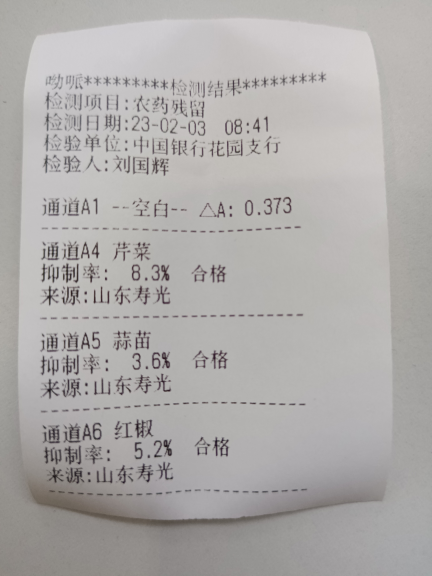 呦哌*********检测结果*********
检测项目:农药残留
检测日期:23-02-03 08:41
检验单位:中国银行花园支行
检验人:刘国辉
通道A1 --空白-- △A: 0.373
通道A4 芹菜
抑制率: 8.3% 合格
来源:山东寿光
通道A5 蒜苗
抑制率: 3.6% 合格
来源:山东寿光
通道A6 红椒
抑制率: 5.2% 合格
来源:山东寿光